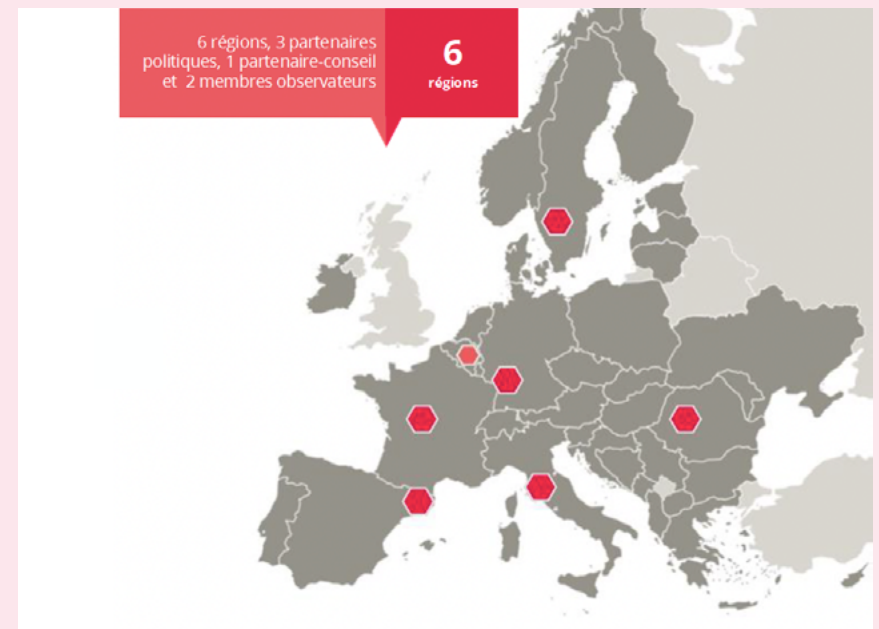 6 régions, 3 partenaires
politiques, 1 partenaire-conseil
et 2 membres observateurs
6
régions